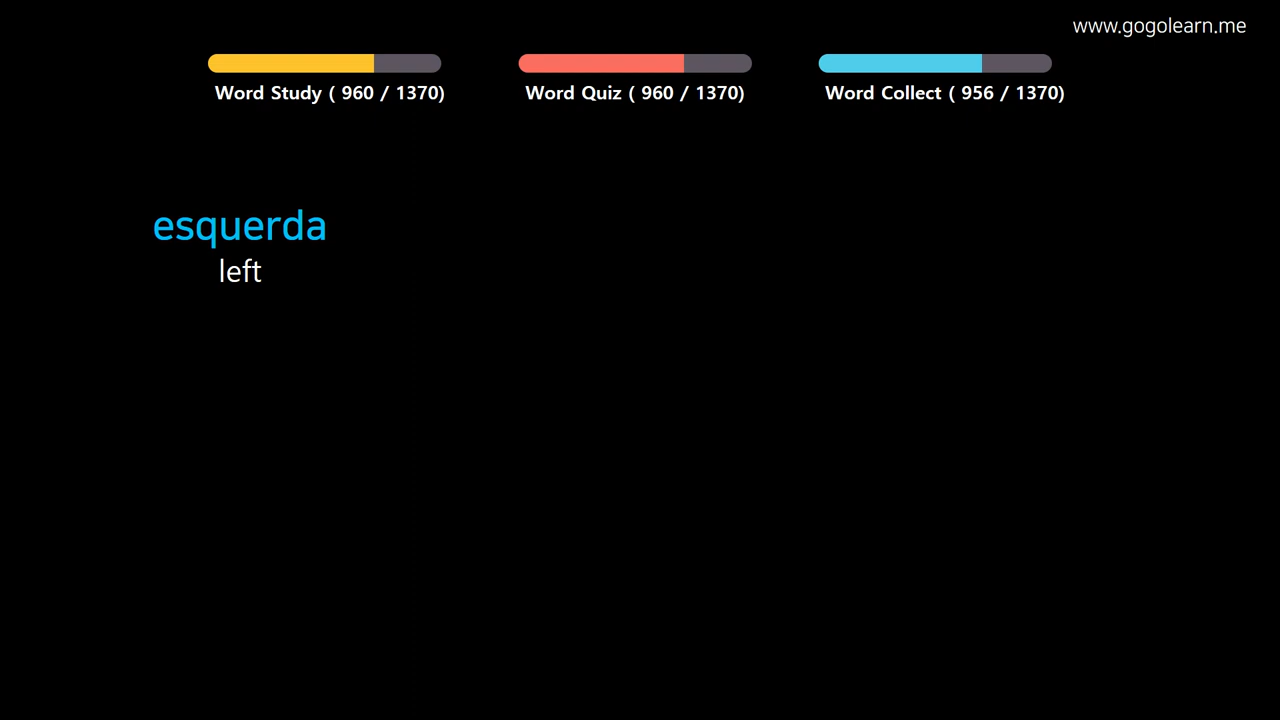 www.gogolearn.me
Word Study ( 960 / 1370)
Word Quiz ( 960 / 1370)
Word Collect ( 956 / 1370)
esquerda
left